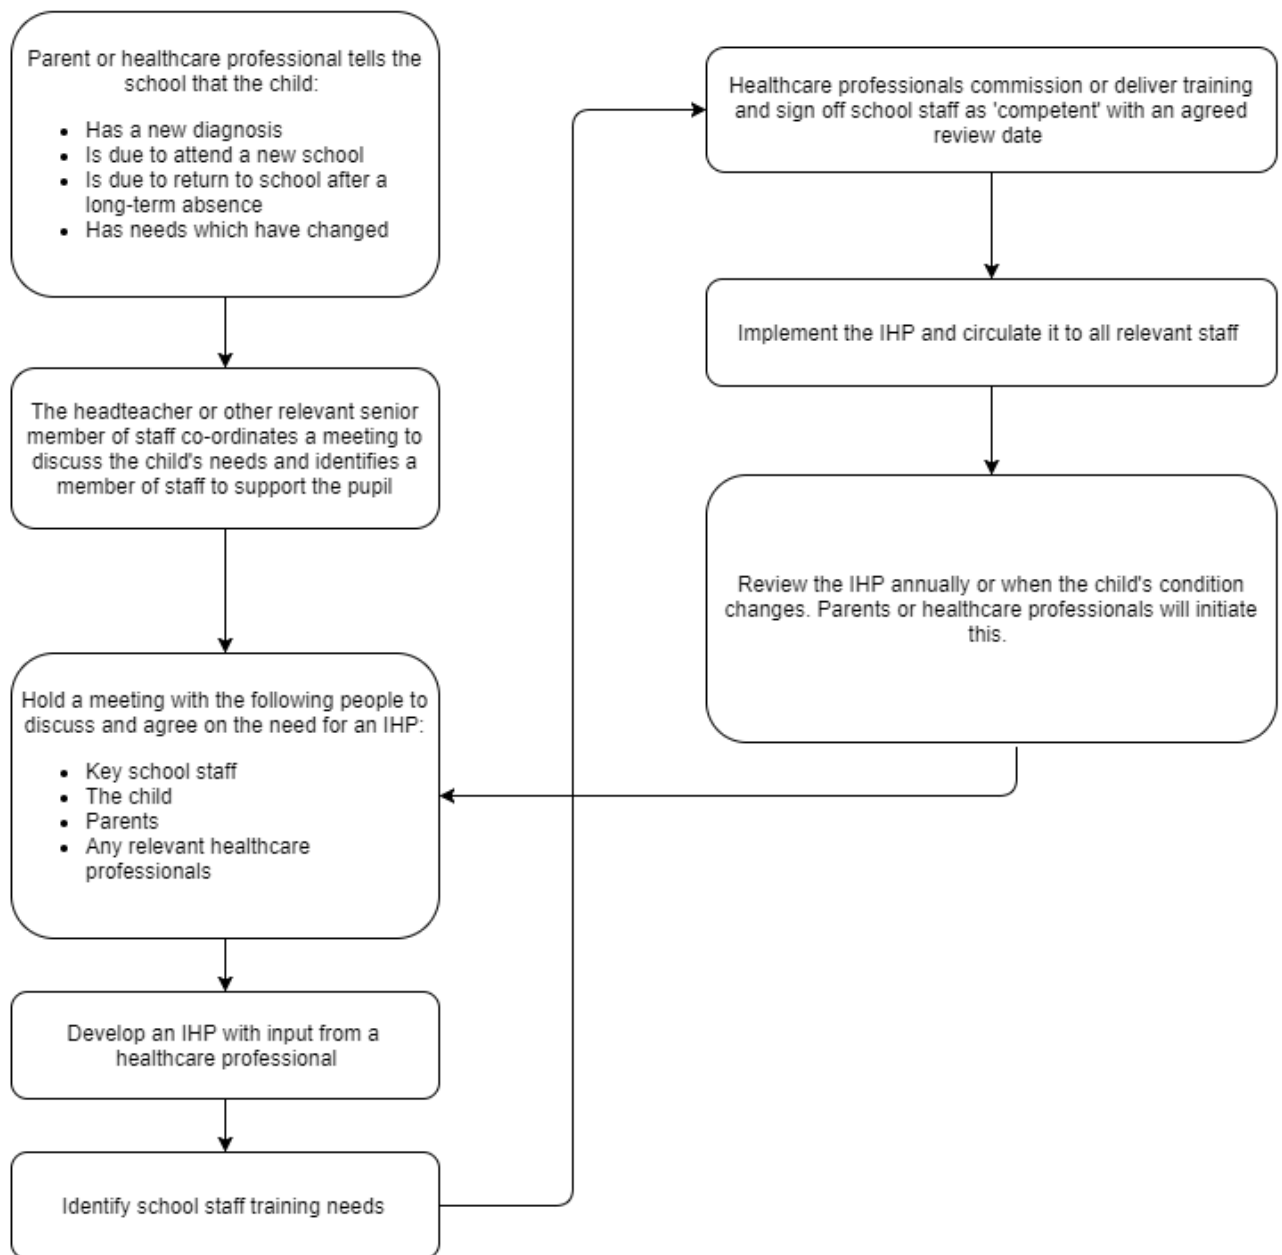 Parent or healthcare professional tells the
school that the child:
• Has a new diagnosis
• Is due to attend a new school
• Is due to return to school after a
long-term absence
• Has needs which have changed
The headteacher or other relevant senior
member of staff co-ordinates a meeting to
discuss the child's needs and identifies a
member of staff to support the pupil
Hold a meeting with the following people to
discuss and agree on the need for an IHP:
• Key school staff
• The child
• Parents
• Any relevant healthcare
professionals
Develop an IHP with input from a
healthcare professional
Identify school staff training needs
Healthcare professionals commission or deliver training
and sign off school staff as 'competent' with an agreed
review date
Implement the IHP and circulate it to all relevant staff
Review the IHP annually or when the child's condition
changes. Parents or healthcare professionals will initiate
this.